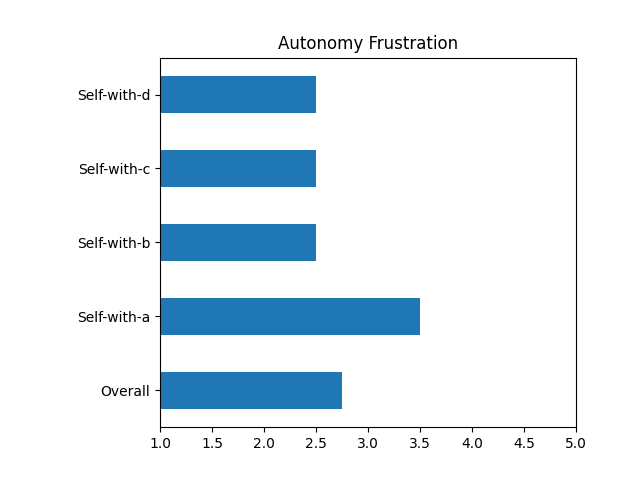 Autonomy Frustration
Self-with-d
Self-with-c
Self-with-b
Self-with-a
Overall
1.0 1.5 2.0 2.5 3.0 3.5 4.0 4.5 5.0